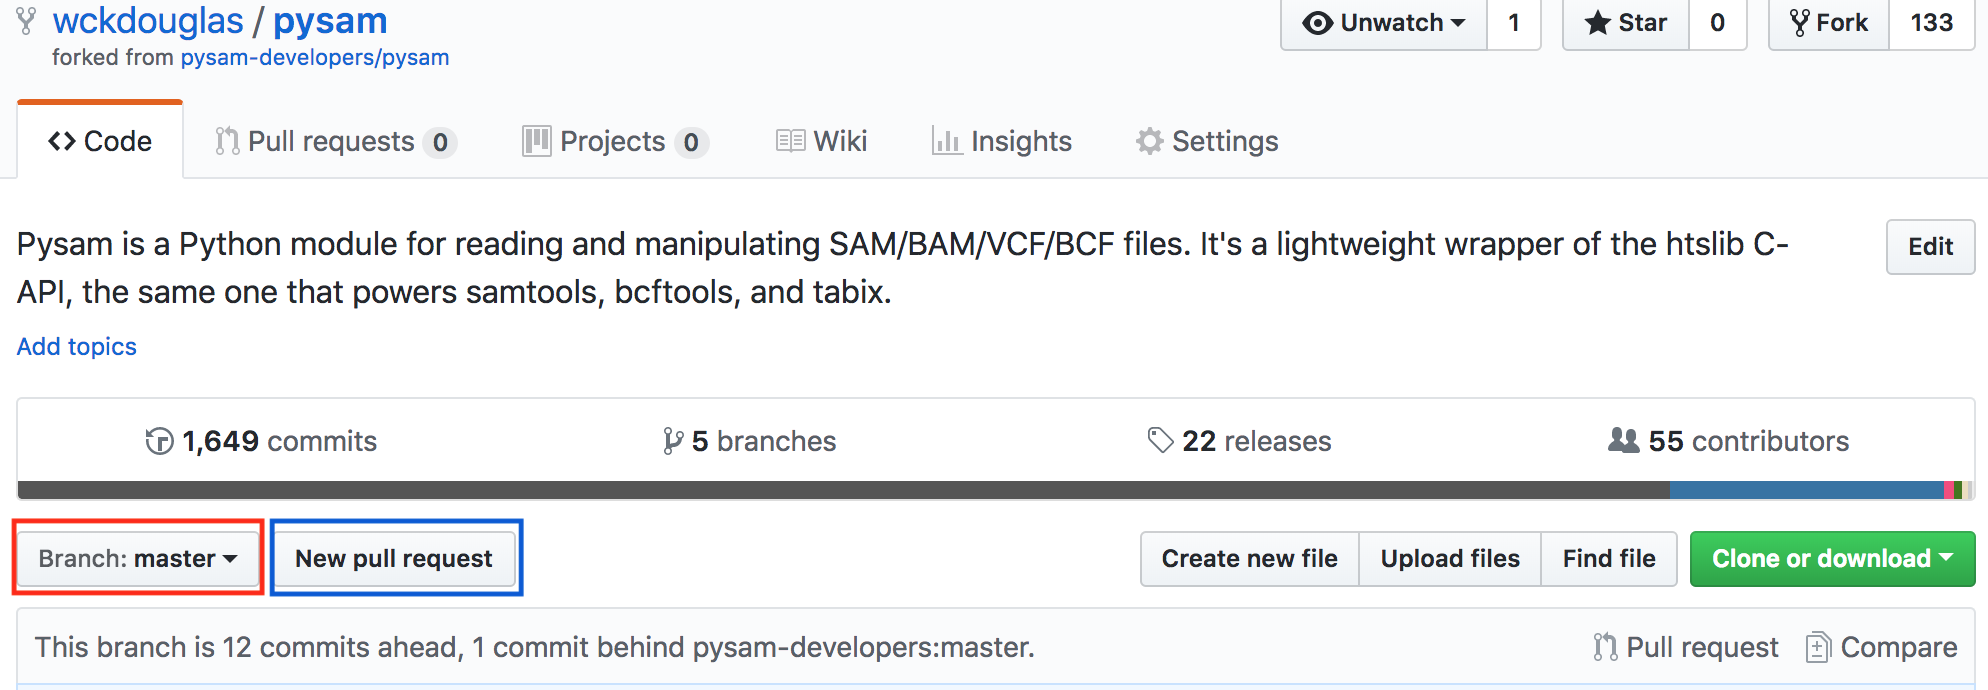 wckdouglas / pysam
Unwatch 1 Star 0 Fork 133
forked from pysam-developers/pysam
Code Pull requests 0 Projects 0 Wiki Insights Settings
Pysam is a Python module for reading and manipulating SAM/BAM/VCF/BCF files. It's a lightweight wrapper of the htslib C-
API, the same one that powers samtools, bcftools, and tabix.
Edit
Add topics
1,649 commits 5 branches 22 releases 55 contributors
Branch: master New pull request Create new file Upload files Find file Clone or download
This branch is 12 commits ahead, 1 commit behind pysam-developers:master. Pull request Compare